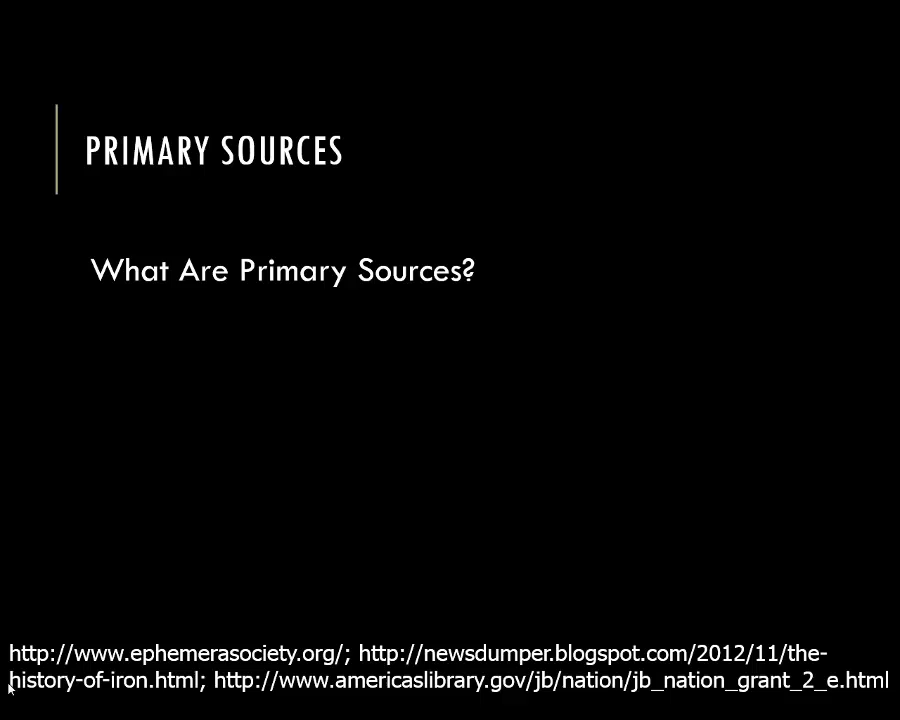 PRIMARY SOURCES
What Are Primary Sources?
http://www.ephemerasociety.org/; http://newsdumper.blogspot.com/2012/11/the-
history-of-iron.html; http://www.americaslibrary.gov/jb/nation/jb_nation_grant_2_e.html